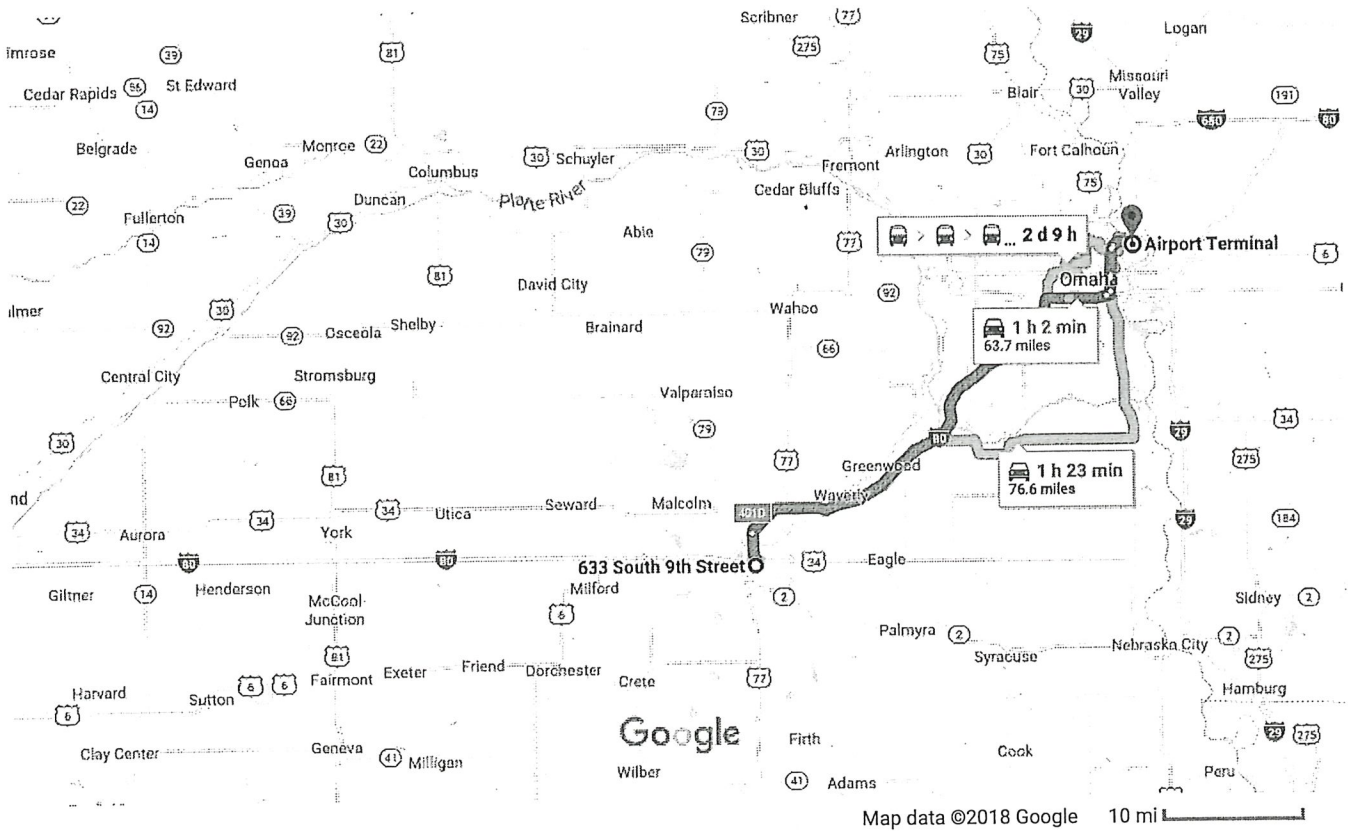 Scribner
77
29
Logan
275
81
39
75
imrose
Missouri
Valley
Cedar Rapids
56
St Edward
14
Blair
30
191
79
680
80
Belgrade
Monroe
22
Genoa
Columbus
30
Schuyler
30
Fremont
Arlington
30
Fort Calhoun
Cedar Bluffs
75
22
Fullerton
39
Duncan
30
Platte River
14
Abie
79
77
... 2 d 9 h
Airport Terminal
6
81
David City
Omaha
92
30
Wahoo
lmer
92
92
Osceola
Shelby
Brainard
1 h 2 min
63.7 miles
66
Central City
Stromsburg
Polk
Valparaiso
79
34
30
29
80
77
Greenwood
275
1 h 23 min
76.6 miles
81
nd
Waverly
34
34
34
Utica
Seward
Malcolm
Aurora
York
29
184
80
80
633 South 9th Street
34
Eagle
Giltner
14
Henderson
Milford
McCool
Junction
6
2
Sidney
2
Palmyra
2
Syracuse
Nebraska City
2
275
81
Fairmont
Exeter
Friend
Dorchester
Crete
77
Harvard
Sutton
6
6
Hamburg
6
Google
29
275
Clay Center
Geneva
41
Milligan
Firth
Cook
Wilber
41
Adams
Peru
Map data ©2018 Google
10 mi